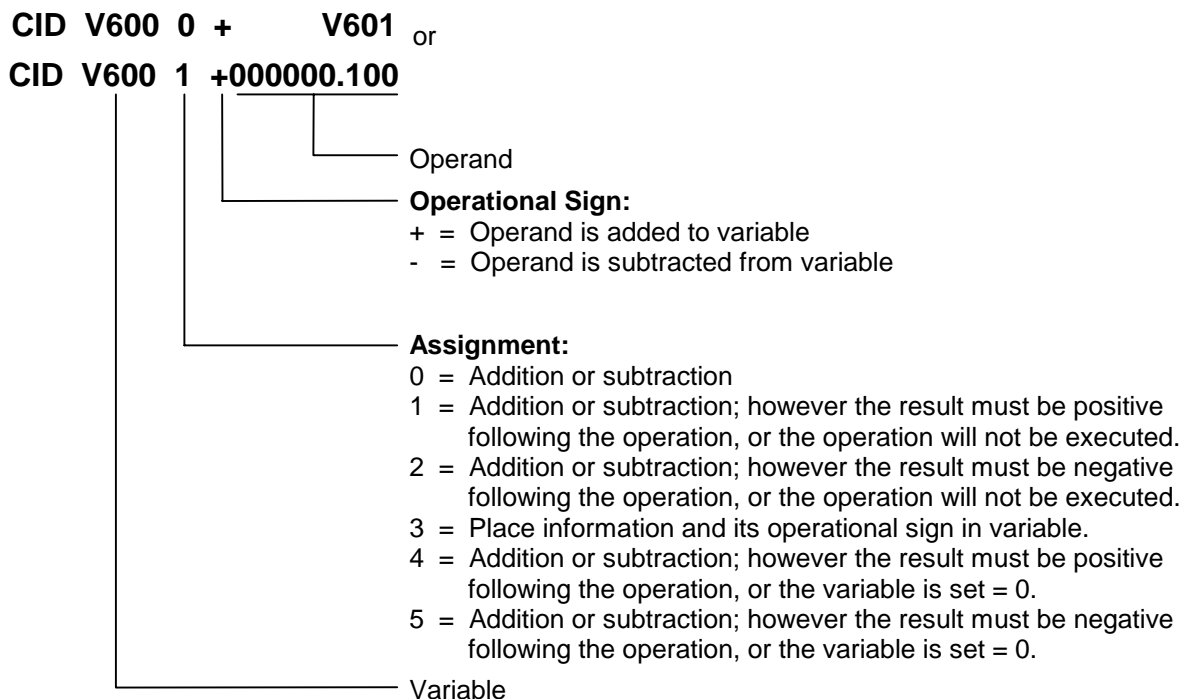 CID V600 0 + V601 or
CID V600 1 +000000.100
Operand
Operational Sign:
+ = Operand is added to variable
- = Operand is subtracted from variable
Assignment:
0 = Addition or subtraction
1 = Addition or subtraction; however the result must be positive
following the operation, or the operation will not be executed.
2 = Addition or subtraction; however the result must be negative
following the operation, or the operation will not be executed.
3 = Place information and its operational sign in variable.
4 = Addition or subtraction; however the result must be positive
following the operation, or the variable is set = 0.
5 = Addition or subtraction; however the result must be negative
following the operation, or the variable is set = 0.
Variable